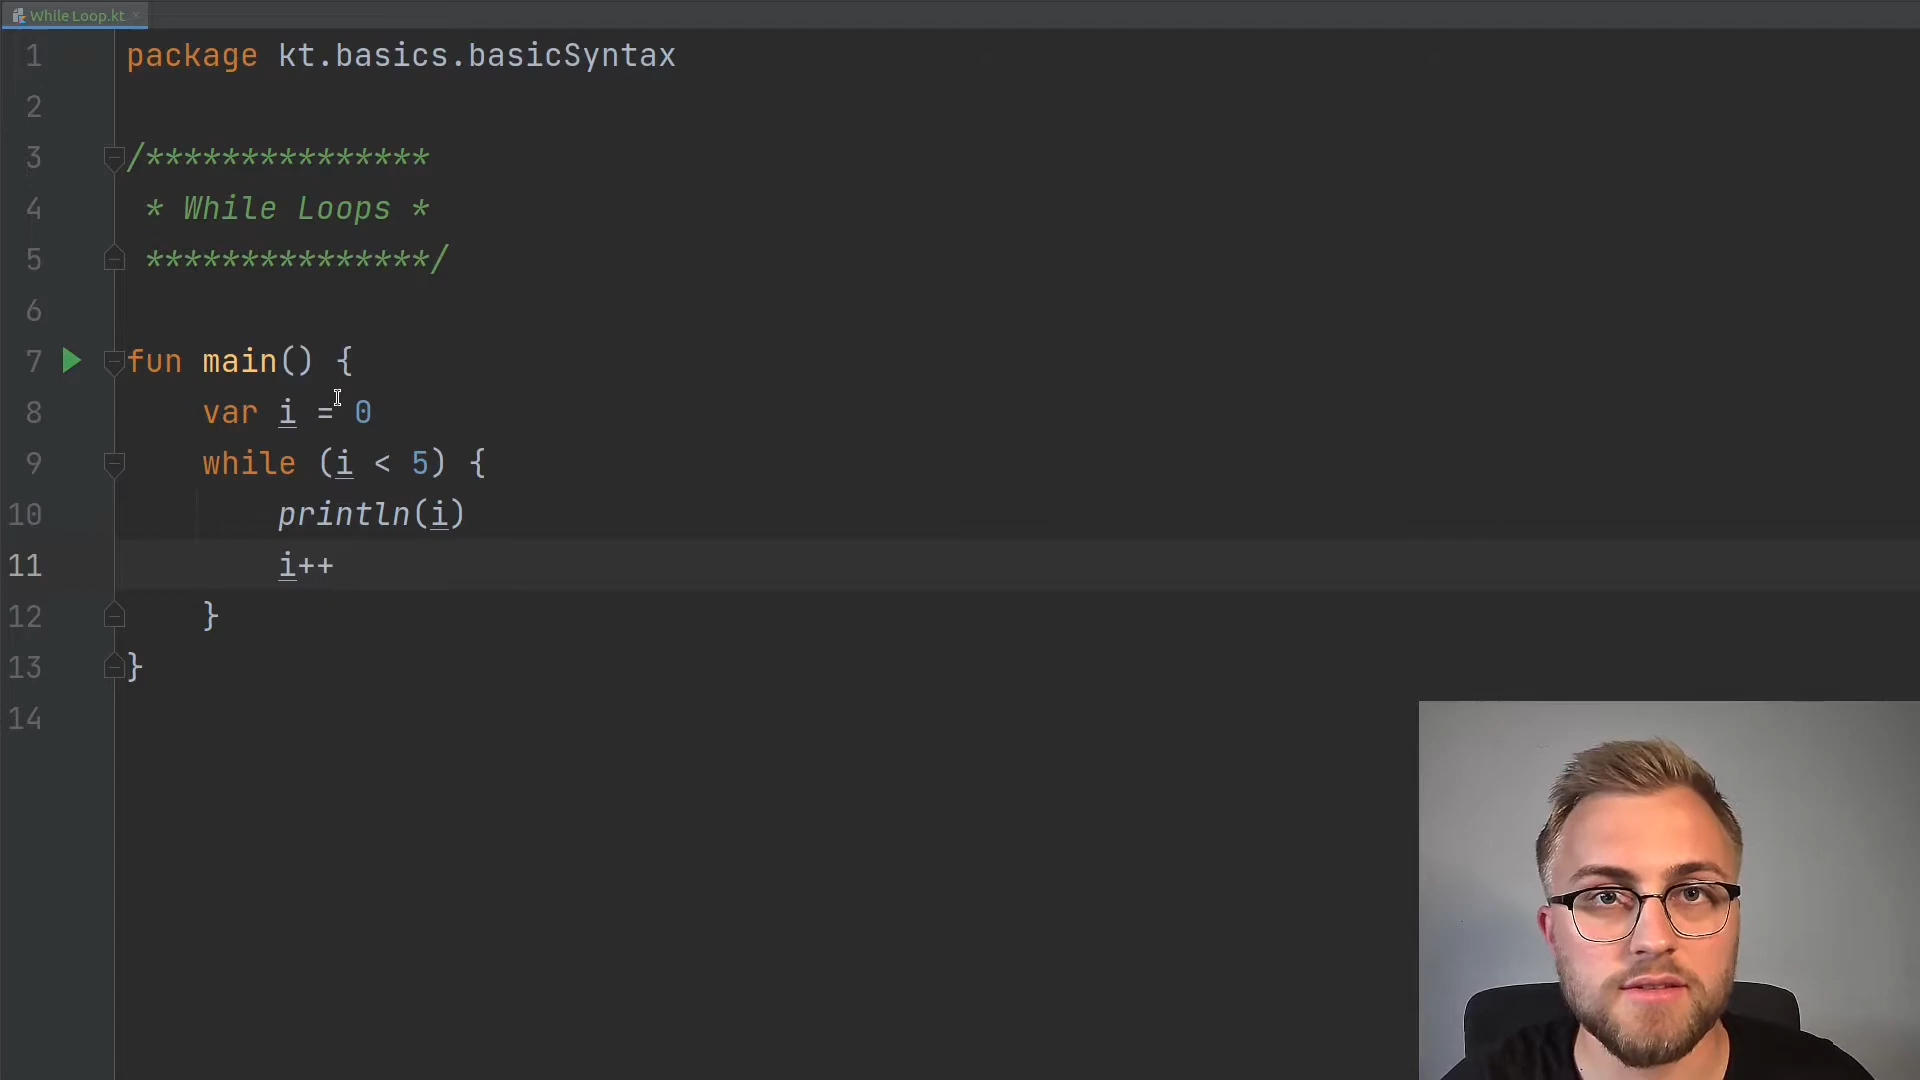 While Loop.kt
1 package kt.basics.basicSyntax
2
3 /***************
4 * While Loops *
5 ***************/
6
7 fun main() {
8 var i = 0
9 while (i < 5) {
10 println(i)
11 i++
12 }
13 }
14